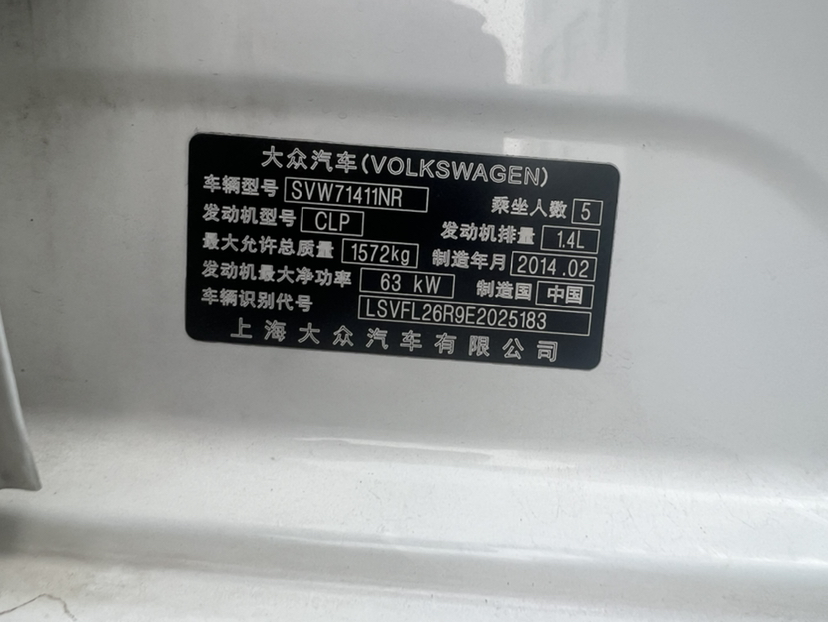 大众汽车(VOLKSWAGEN)
车辆型号 SVW71411NR 乘坐人数 5
发动机型号 CLP 发动机排量 1.4L
最大允许总质量 1572kg 制造年月 2014.02
发动机最大净功率 63 kW 制造国 中国
车辆识别代号 LSVFL26R9E2025183
上海大众汽车有限公司